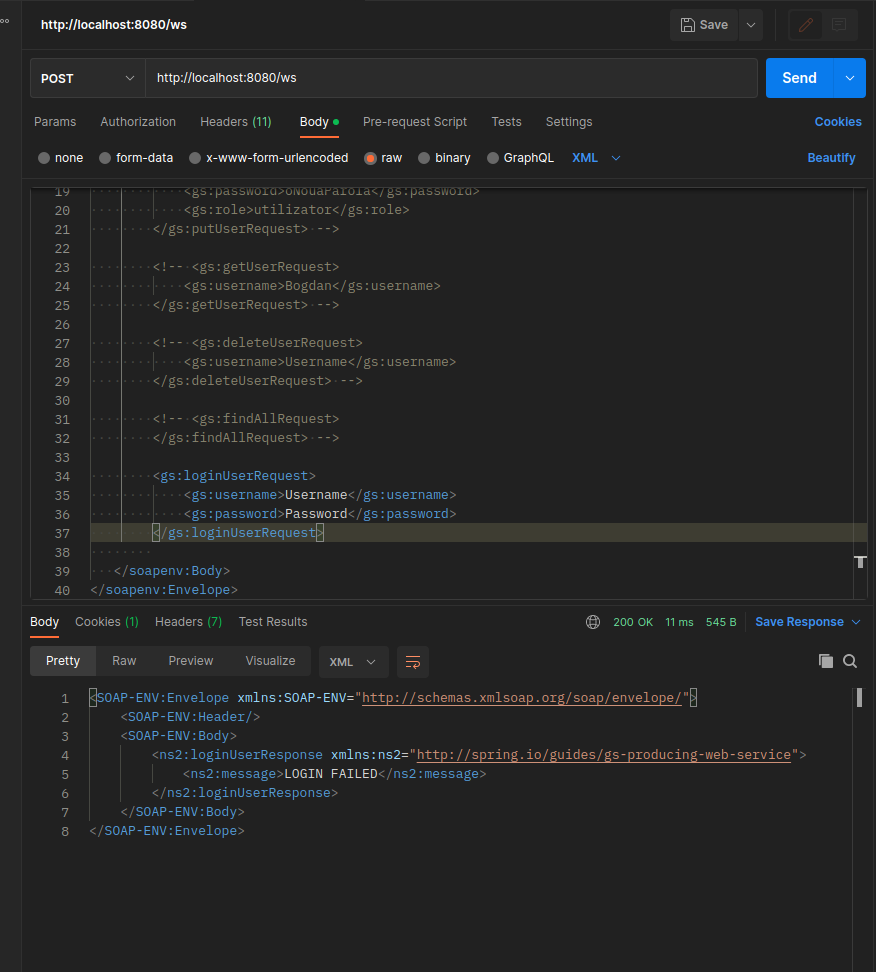 http://localhost:8080/ws
Save
POST
http://localhost:8080/ws
Send
Params Authorization Headers (11) Body Pre-request Script Tests Settings Cookies
none form-data x-www-form-urlencoded raw binary GraphQL XML Beautify
19 <gs:password>oNouaParola</gs:password>
20 <gs:role>utilizator</gs:role>
21 </gs:putUserRequest> -->
22
23 <!-- <gs:getUserRequest>
24 <gs:username>Bogdan</gs:username>
25 </gs:getUserRequest> -->
26
27 <!-- <gs:deleteUserRequest>
28 <gs:username>Username</gs:username>
29 </gs:deleteUserRequest> -->
30
31 <!-- <gs:findAllRequest>
32 </gs:findAllRequest> -->
33
34 <gs:loginUserRequest>
35 <gs:username>Username</gs:username>
36 <gs:password>Password</gs:password>
37 </gs:loginUserRequest>
38
39 </soapenv:Body>
40 </soapenv:Envelope>
Body Cookies (1) Headers (7) Test Results 200 OK 11 ms 545 B Save Response
Pretty Raw Preview Visualize XML
1 <SOAP-ENV:Envelope xmlns:SOAP-ENV="http://schemas.xmlsoap.org/soap/envelope/">
2 <SOAP-ENV:Header/>
3 <SOAP-ENV:Body>
4 <ns2:loginUserResponse xmlns:ns2="http://spring.io/guides/gs-producing-web-service">
5 <ns2:message>LOGIN FAILED</ns2:message>
6 </ns2:loginUserResponse>
7 </SOAP-ENV:Body>
8 </SOAP-ENV:Envelope>